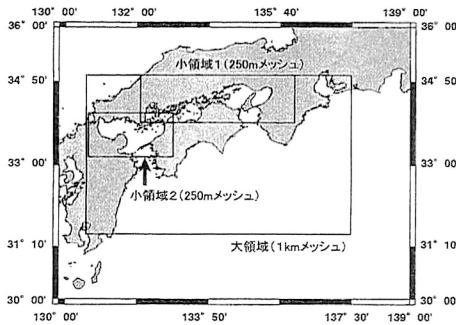 130° 00' 132° 00' 135° 40' 139° 00'
36° 00' 36° 00'
小領域1(250mメッシュ)
34° 50' 34° 50'
33° 00' 33° 00'
小領域2(250mメッシュ)
31° 10' 31° 10'
大領域(1kmメッシュ)
30° 00' 30° 00'
130° 00' 133° 50' 137° 30' 139° 00'